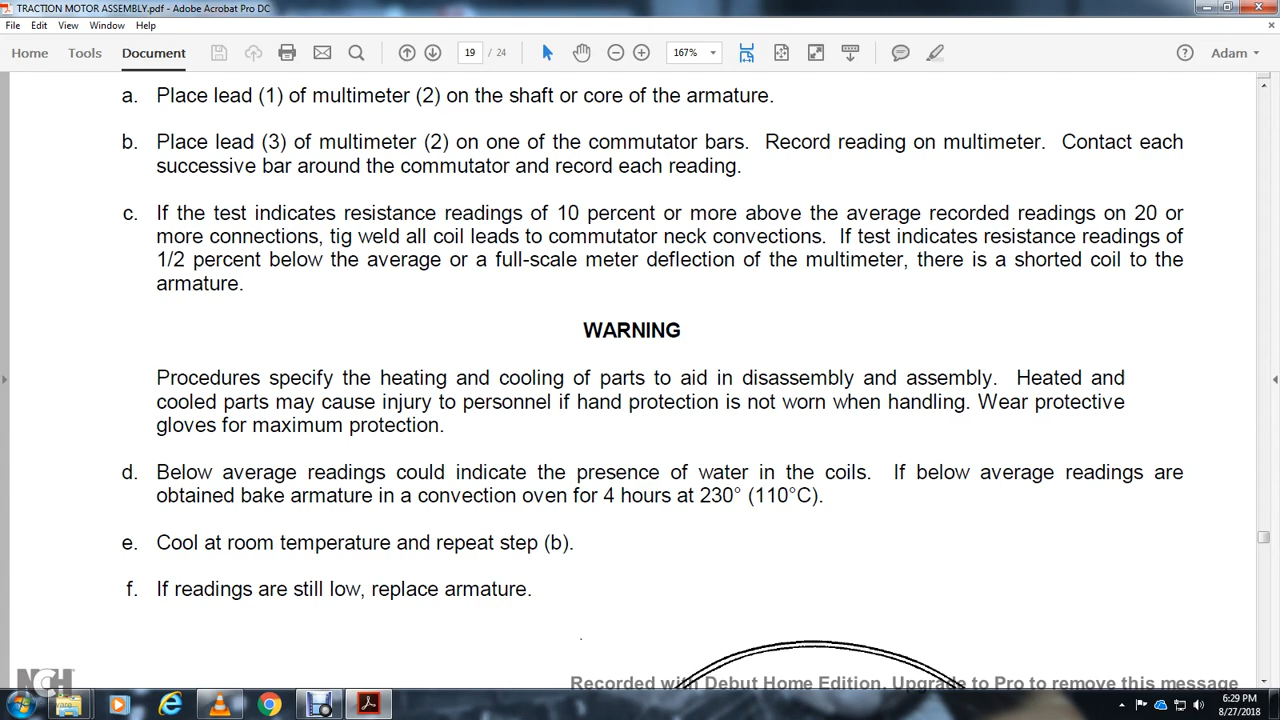 TRACTION MOTOR ASSEMBLY.pdf - Adobe Acrobat Pro DC
File Edit View Window Help
Home Tools Document 19 / 24 167% Adam
a. Place lead (1) of multimeter (2) on the shaft or core of the armature.
b. Place lead (3) of multimeter (2) on one of the commutator bars. Record reading on multimeter. Contact each
successive bar around the commutator and record each reading.
c. If the test indicates resistance readings of 10 percent or more above the average recorded readings on 20 or
more connections, tig weld all coil leads to commutator neck convections. If test indicates resistance readings of
1/2 percent below the average or a full-scale meter deflection of the multimeter, there is a shorted coil to the
armature.
WARNING
Procedures specify the heating and cooling of parts to aid in disassembly and assembly. Heated and
cooled parts may cause injury to personnel if hand protection is not worn when handling. Wear protective
gloves for maximum protection.
d. Below average readings could indicate the presence of water in the coils. If below average readings are
obtained bake armature in a convection oven for 4 hours at 230° (110°C).
e. Cool at room temperature and repeat step (b).
f. If readings are still low, replace armature.
NCH
Recorded with Debut Home Edition. Upgrade to Pro to remove this message
6:29 PM
8/27/2018